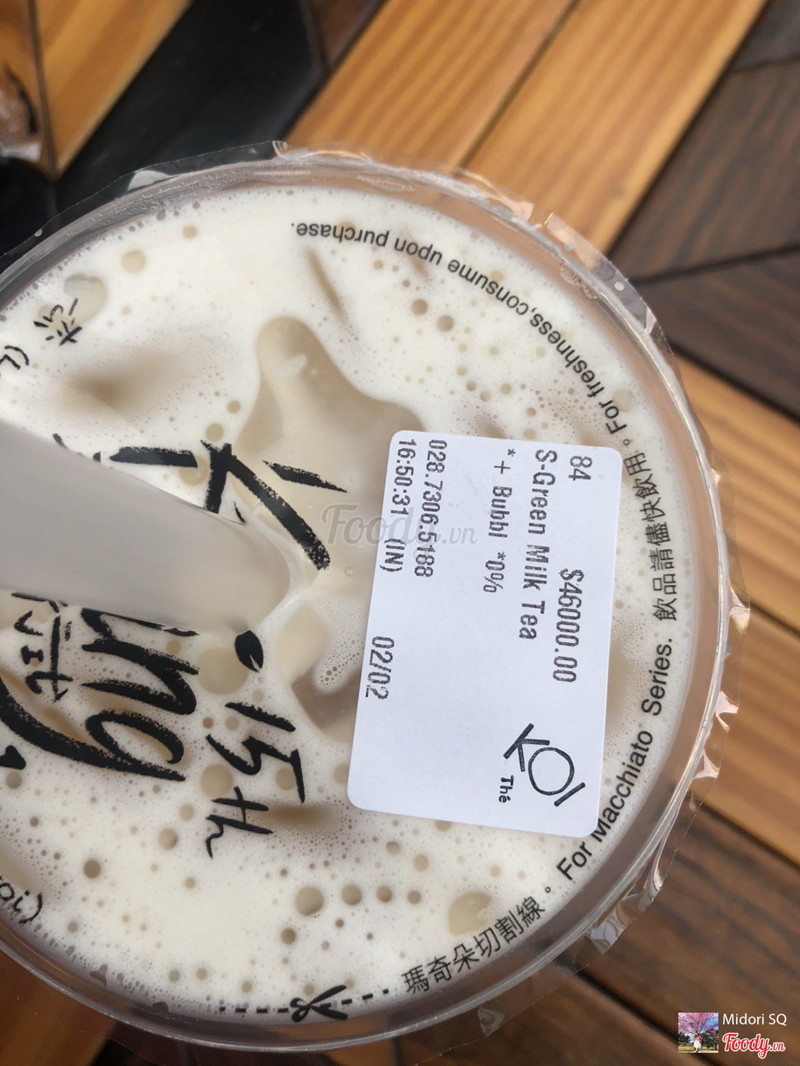 84
$46000.00
S-Green Milk Tea
*+ Bubbl *0%
028.7306.5188
16:50:31 (IN)
02/02
KOI
Thé
飲品請儘快飲用。For freshness,consume upon purchase.
瑪奇朵切割線。 For Macchiato Series.
15th
Foody.vn
Midori SQ
Foody.vn